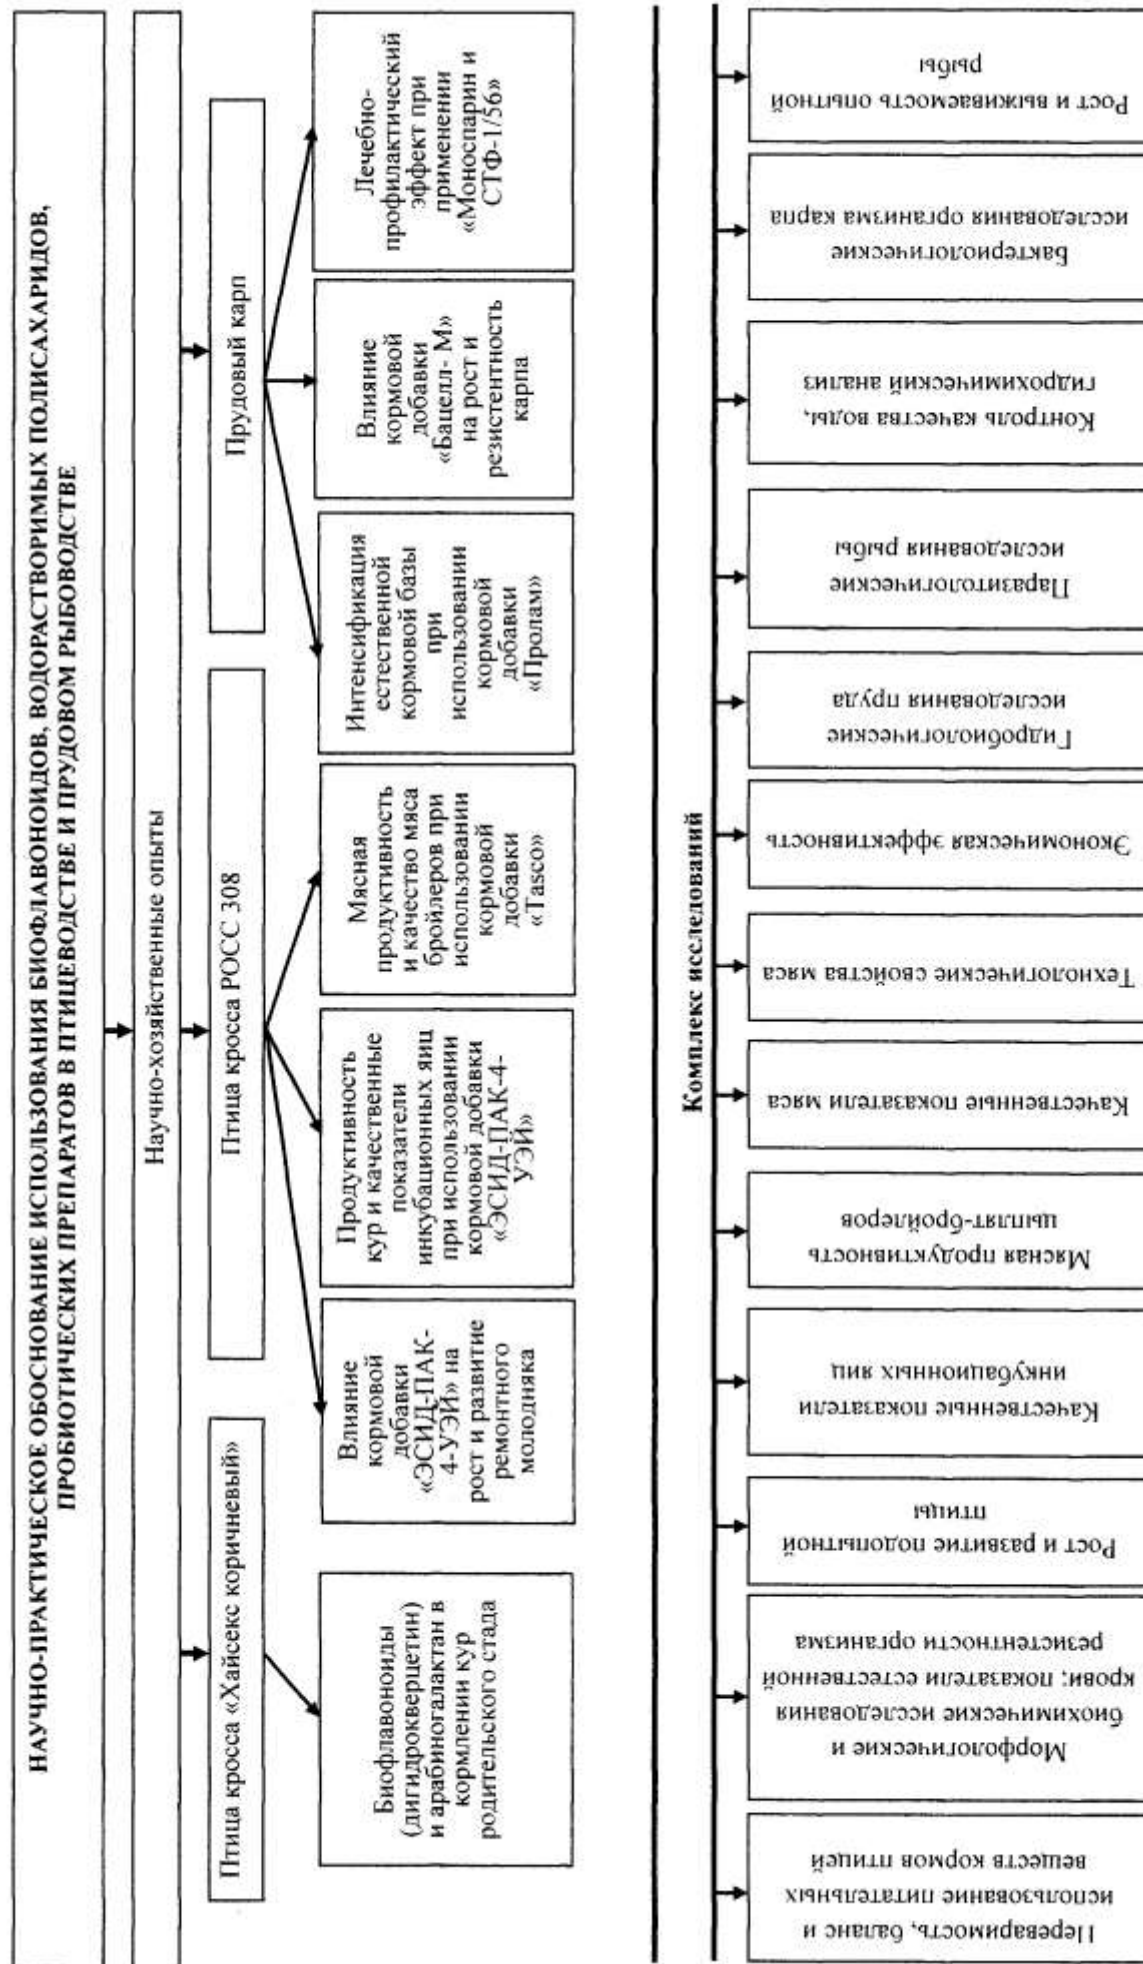 НАУЧНО-ПРАКТИЧЕСКОЕ ОБОСНОВАНИЕ ИСПОЛЬЗОВАНИЯ БИОФЛАВОНОИДОВ, ВОДОРАСТВОРИМЫХ ПОЛИСАХАРИДОВ,
ПРОБИОТИЧЕСКИХ ПРЕПАРАТОВ В ПТИЦЕВОДСТВЕ И ПРУДОВОМ РЫБОВОДСТВЕ
Научно-хозяйственные опыты
Птица кросса «Хайсекс коричневый»
Птица кросса РОСС 308
Прудовый карп
Биофлавоноиды
(дигидрокверцетин)
и арабиногалактан в
кормлении кур
родительского стада
Влияние
кормовой
добавки
«ЭСИД-ПАК-
4-УЭЙ» на
рост и развитие
ремонтного
молодняка
Продуктивность
кур и качественные
показатели
инкубационных яиц
при использовании
кормовой добавки
«ЭСИД-ПАК-4-
УЭЙ»
Мясная
продуктивность
и качество мяса
бройлеров при
использовании
кормовой
добавки
«Tasco»
Интенсификация
естественной
кормовой базы
при
использовании
кормовой
добавки
«Пролам»
Влияние
кормовой
добавки
«Бацелл- М»
на рост и
резистентность
карпа
Лечебно-
профилактический
эффект при
применении
«Моноспарин и
СТФ-1/56»
Комплекс исследований
Переваримость, баланс и
использование питательных
веществ кормов птицей
Морфологические и
биохимические исследования
крови; показатели естественной
резистентности организма
Рост и развитие подопытной
птицы
Качественные показатели
инкубационных яиц
Мясная продуктивность
цыплят-бройлеров
Качественные показатели мяса
Технологические свойства мяса
Экономическая эффективность
Гидробиологические
исследования пруда
Паразитологические
исследования рыбы
Контроль качества воды,
гидрохимический анализ
Бактериологические
исследования организма карпа
Рост и выживаемость опытной
рыбы